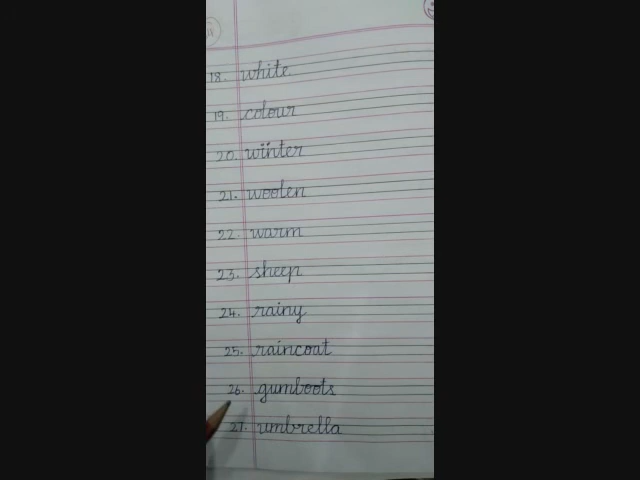 18. white
19. colour
20. winter
21. woolen
22. warm
23. sheep
24. rainy
25. raincoat
26. gumboots
27. umbrella